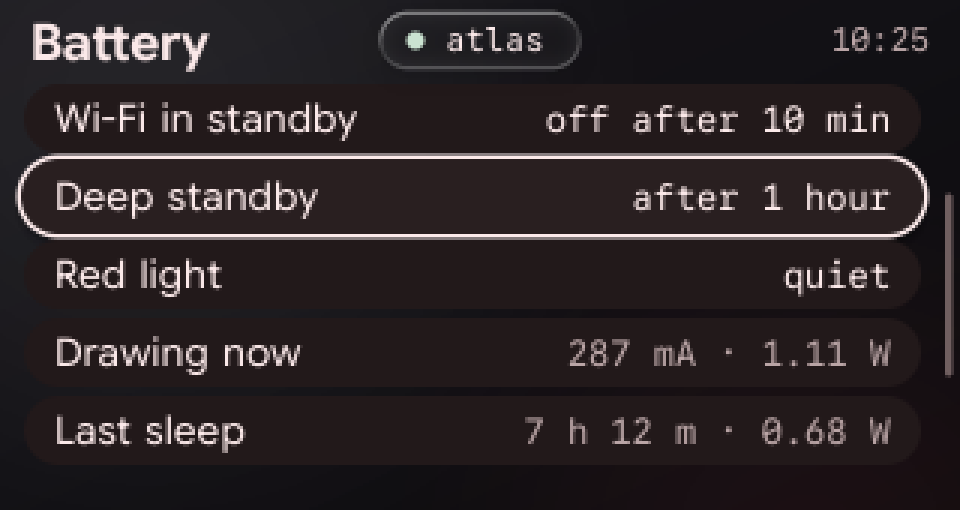 Battery atlas 10:25
Wi-Fi in standby off after 10 min
Deep standby after 1 hour
Red light quiet
Drawing now 287 mA · 1.11 W
Last sleep 7 h 12 m · 0.68 W